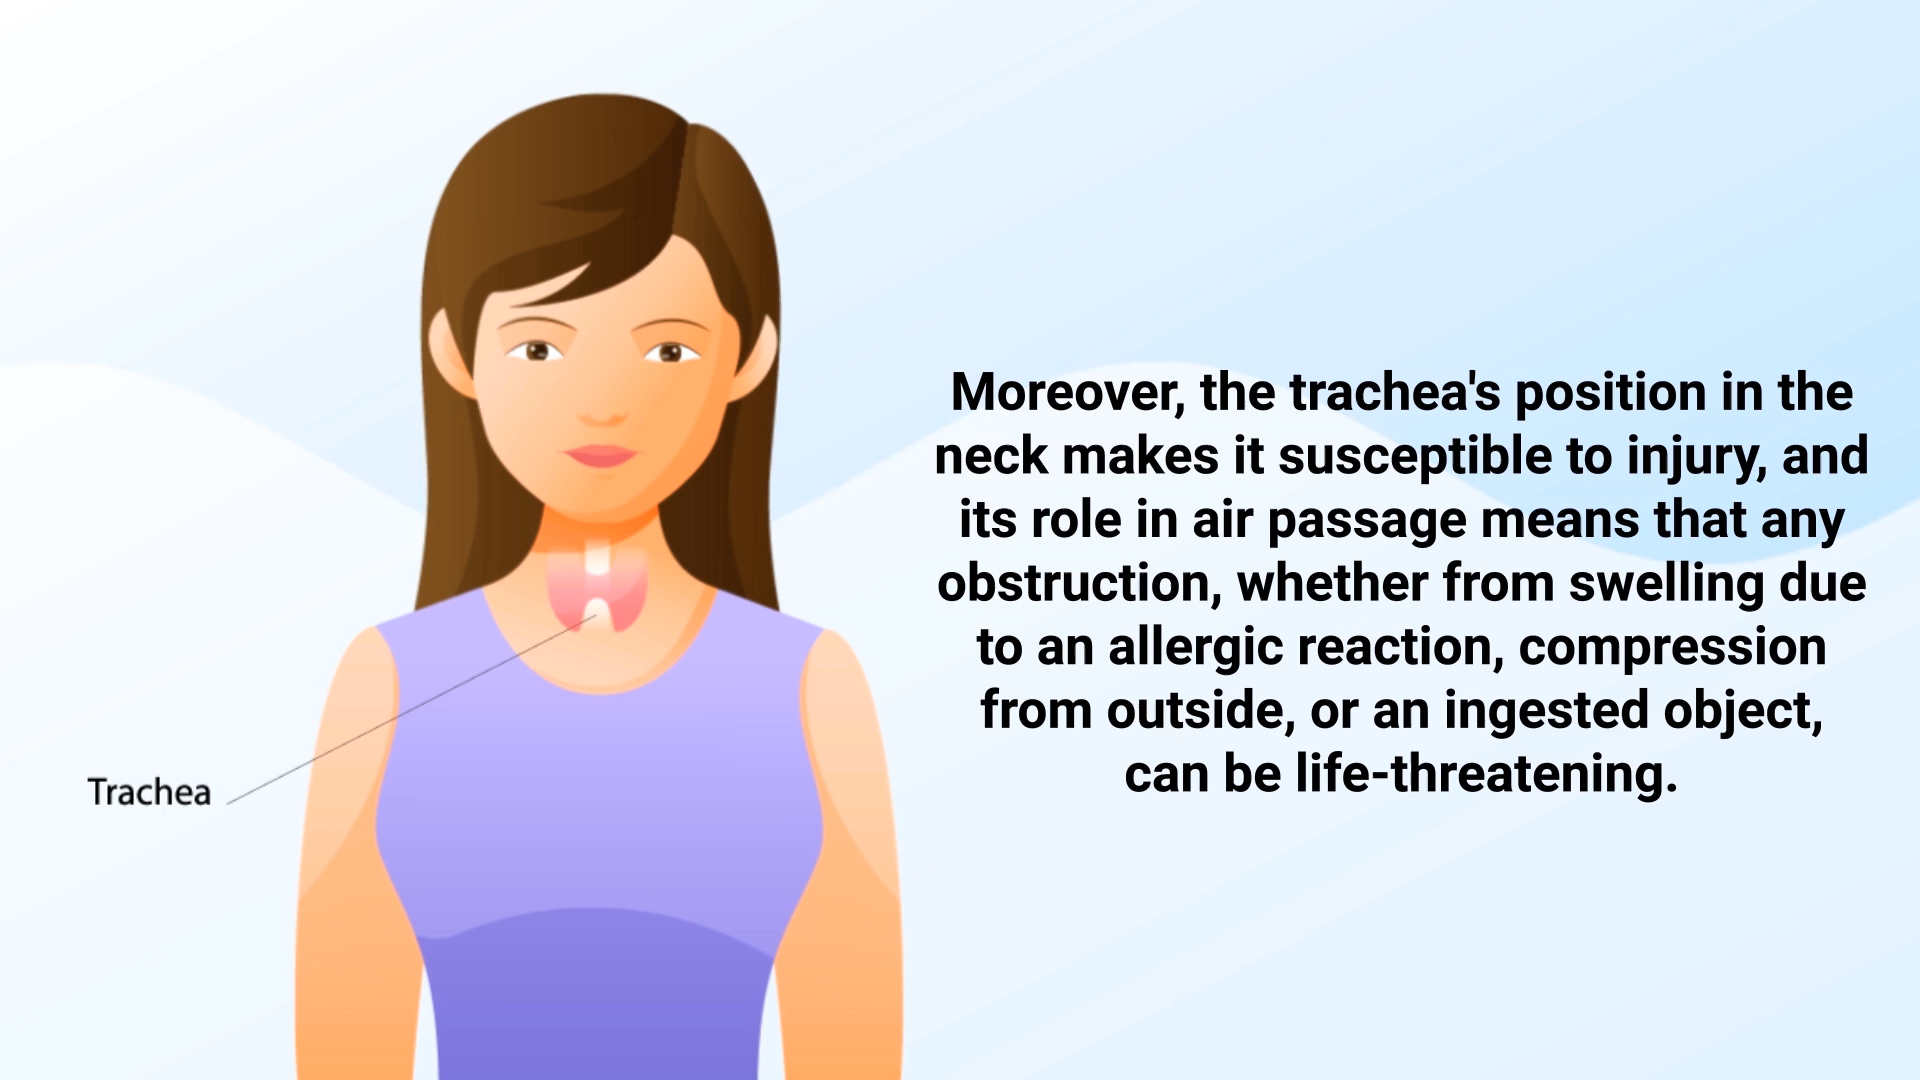 Moreover, the trachea's position in the
neck makes it susceptible to injury, and
its role in air passage means that any
obstruction, whether from swelling due
to an allergic reaction, compression
from outside, or an ingested object,
can be life-threatening.
Trachea